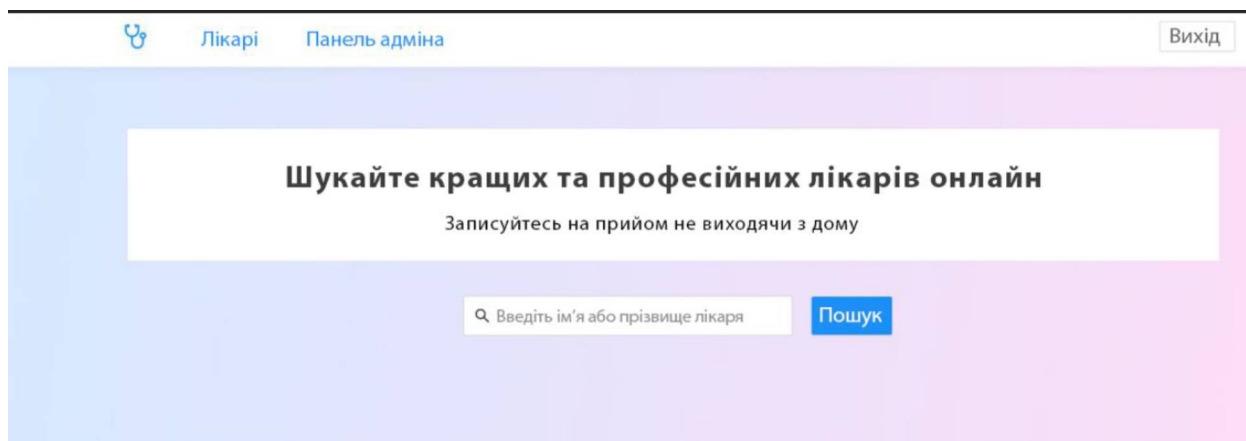 Лікарі
Панель адміна
Вихід
Шукайте кращих та професійних лікарів онлайн
Записуйтесь на прийом не виходячи з дому
Введіть ім’я або прізвище лікаря
Пошук